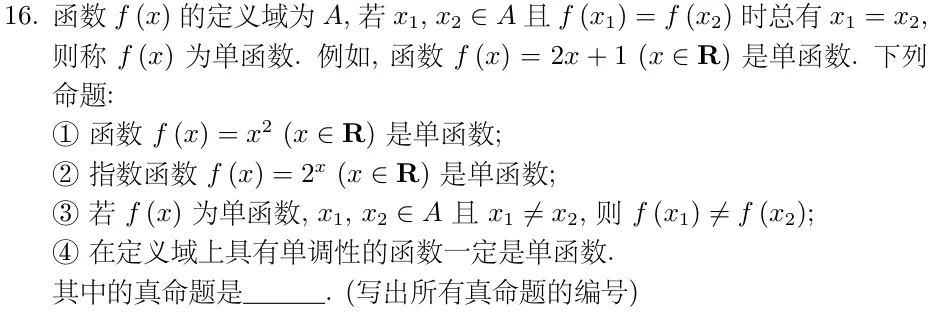 16. 函数 f (x) 的定义域为 A, 若 x₁, x₂ ∈ A 且 f (x₁) = f (x₂) 时总有 x₁ = x₂,
则称 f (x) 为单函数. 例如, 函数 f (x) = 2x + 1 (x ∈ R) 是单函数. 下列
命题:
① 函数 f (x) = x² (x ∈ R) 是单函数;
② 指数函数 f (x) = 2ˣ (x ∈ R) 是单函数;
③ 若 f (x) 为单函数, x₁, x₂ ∈ A 且 x₁ ≠ x₂, 则 f (x₁) ≠ f (x₂);
④ 在定义域上具有单调性的函数一定是单函数.
其中的真命题是______. (写出所有真命题的编号)